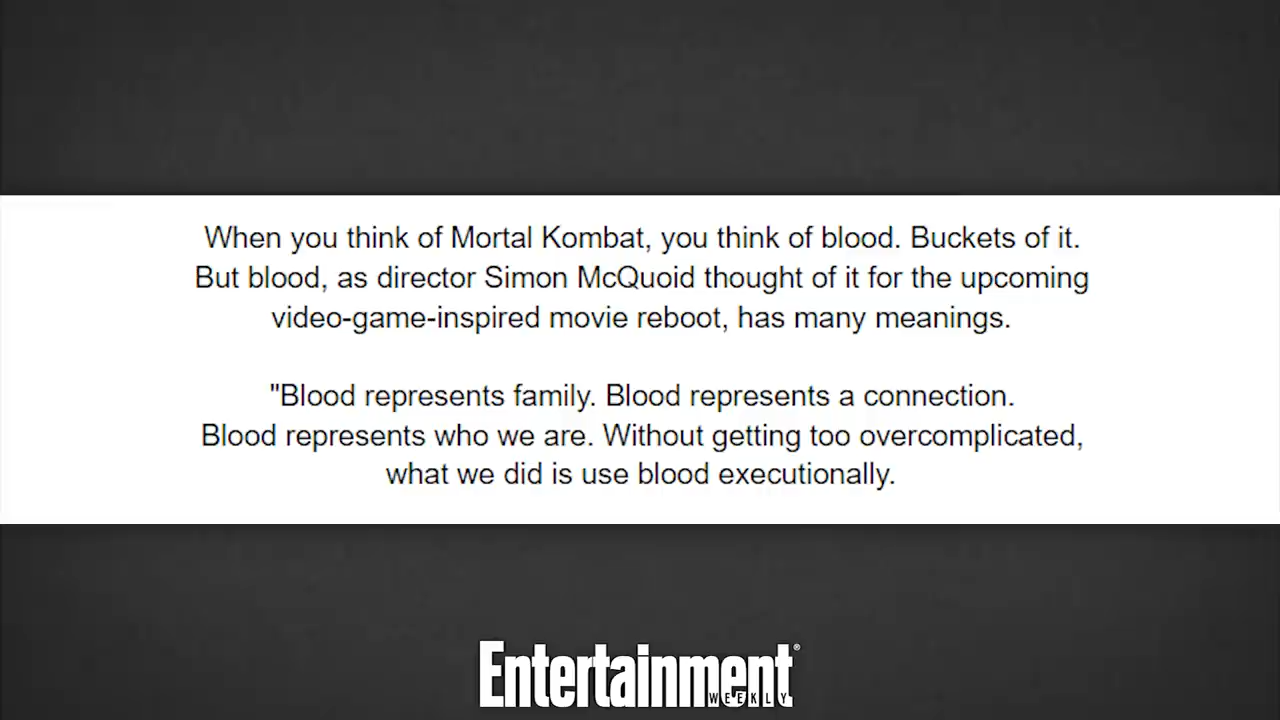 When you think of Mortal Kombat, you think of blood. Buckets of it.
But blood, as director Simon McQuoid thought of it for the upcoming
video-game-inspired movie reboot, has many meanings.
"Blood represents family. Blood represents a connection.
Blood represents who we are. Without getting too overcomplicated,
what we did is use blood executionally.
Entertainment®
WEEKLY